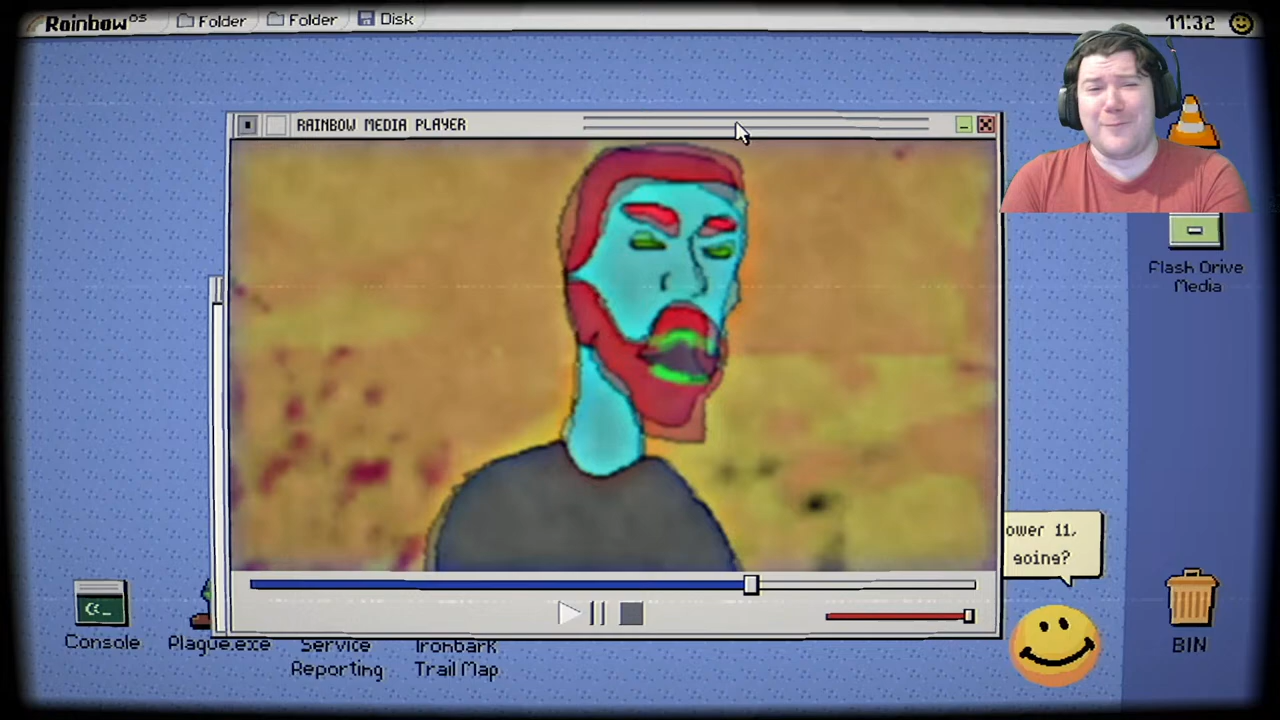 Rainbow OS Folder Folder Disk 11:32
RAINBOW MEDIA PLAYER
Flash Drive
Media
ower 11,
going?
Console
Plague.exe
Service
Reporting
Ironbark
Trail Map
BIN